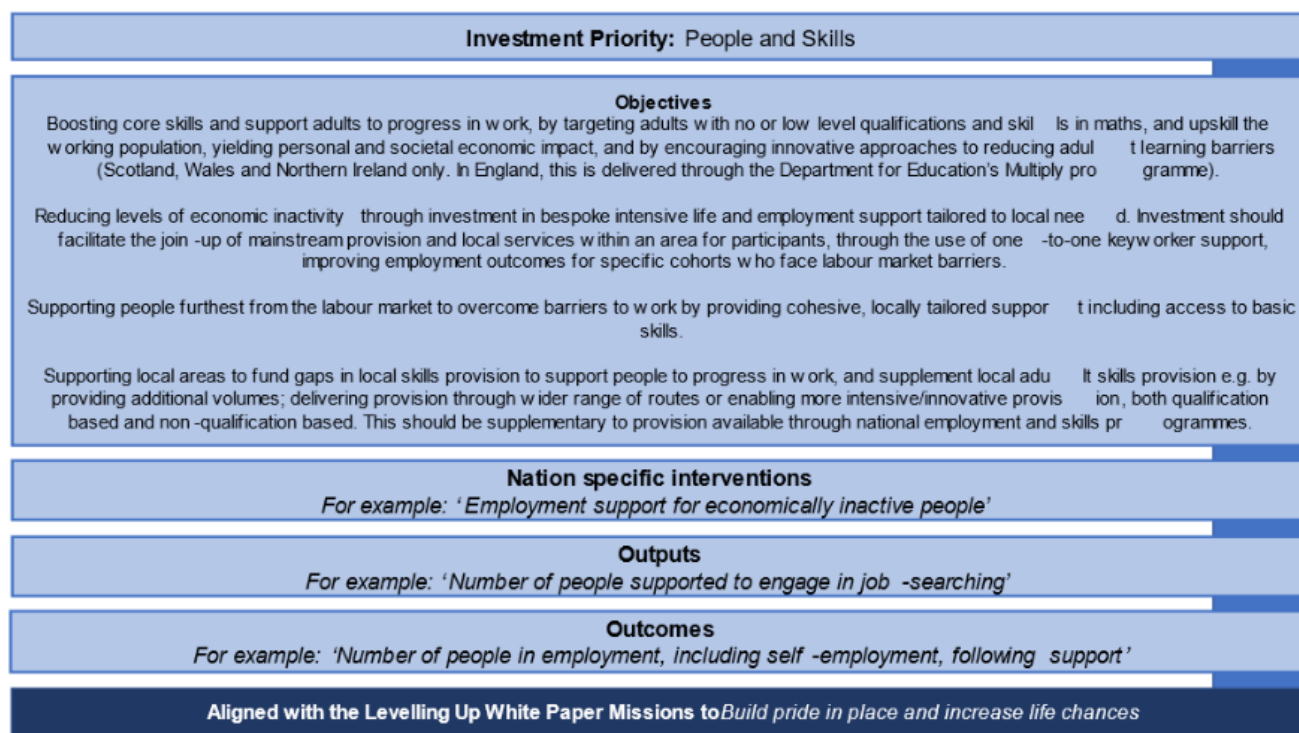 Investment Priority: People and Skills
Objectives
Boosting core skills and support adults to progress in work, by targeting adults with no or low level qualifications and skil ls in maths, and upskill the
working population, yielding personal and societal economic impact, and by encouraging innovative approaches to reducing adul t learning barriers
(Scotland, Wales and Northern Ireland only. In England, this is delivered through the Department for Education's Multiply pro gramme).
Reducing levels of economic inactivity through investment in bespoke intensive life and employment support tailored to local nee d. Investment should
facilitate the join -up of mainstream provision and local services within an area for participants, through the use of one -to-one keyworker support,
improving employment outcomes for specific cohorts who face labour market barriers.
Supporting people furthest from the labour market to overcome barriers to work by providing cohesive, locally tailored suppor t including access to basic
skills.
Supporting local areas to fund gaps in local skills provision to support people to progress in work, and supplement local adu lt skills provision e.g. by
providing additional volumes; delivering provision through wider range of routes or enabling more intensive/innovative provis ion, both qualification
based and non -qualification based. This should be supplementary to provision available through national employment and skills pr ogrammes.
Nation specific interventions
For example: ‘Employment support for economically inactive people’
Outputs
For example: ‘Number of people supported to engage in job -searching’
Outcomes
For example: ‘Number of people in employment, including self -employment, following support’
Aligned with the Levelling Up White Paper Missions to Build pride in place and increase life chances